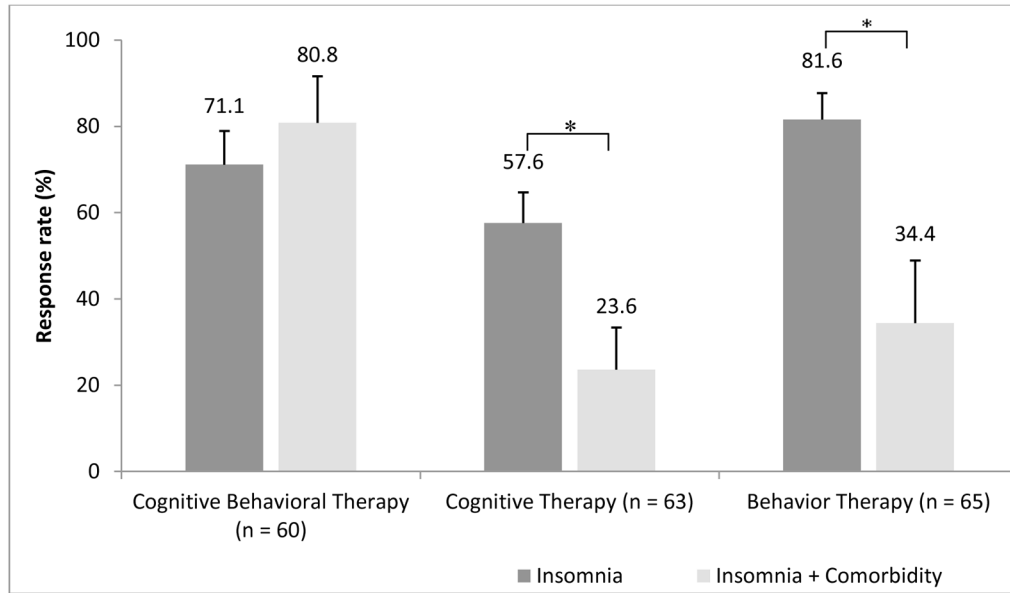 100
80
60
40
20
0
Response rate (%)
71.1
80.8
57.6
*
23.6
81.6
*
34.4
Cognitive Behavioral Therapy
(n = 60)
Cognitive Therapy (n = 63)
Behavior Therapy (n = 65)
Insomnia
Insomnia + Comorbidity